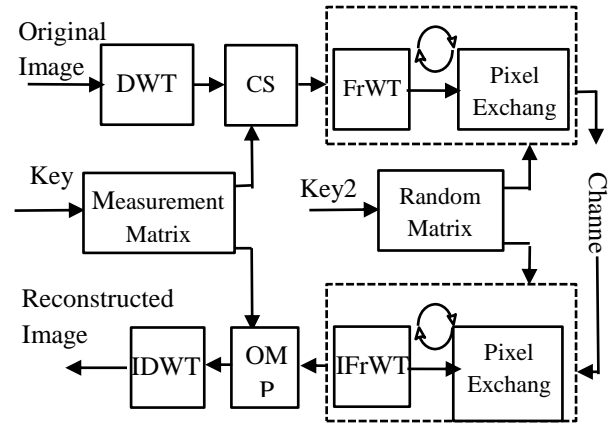 Original
Image
DWT
CS
FrWT
Pixel
Exchang
Key
Measurement
Matrix
Key2
Random
Matrix
Channe
Reconstructed
Image
IDWT
OM
P
IFrWT
Pixel
Exchang